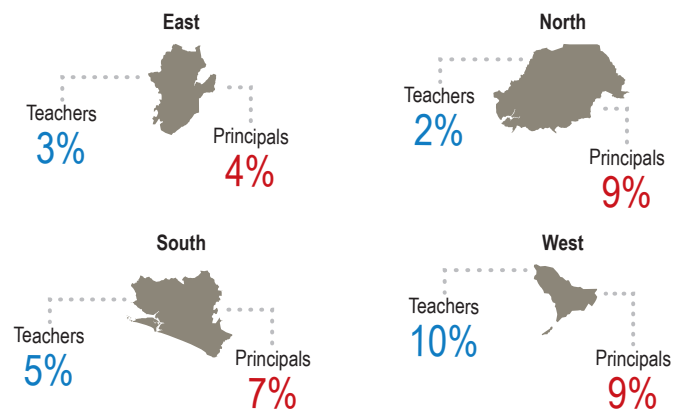 East
Teachers
3%
Principals
4%
North
Teachers
2%
Principals
9%
South
Teachers
5%
Principals
7%
West
Teachers
10%
Principals
9%